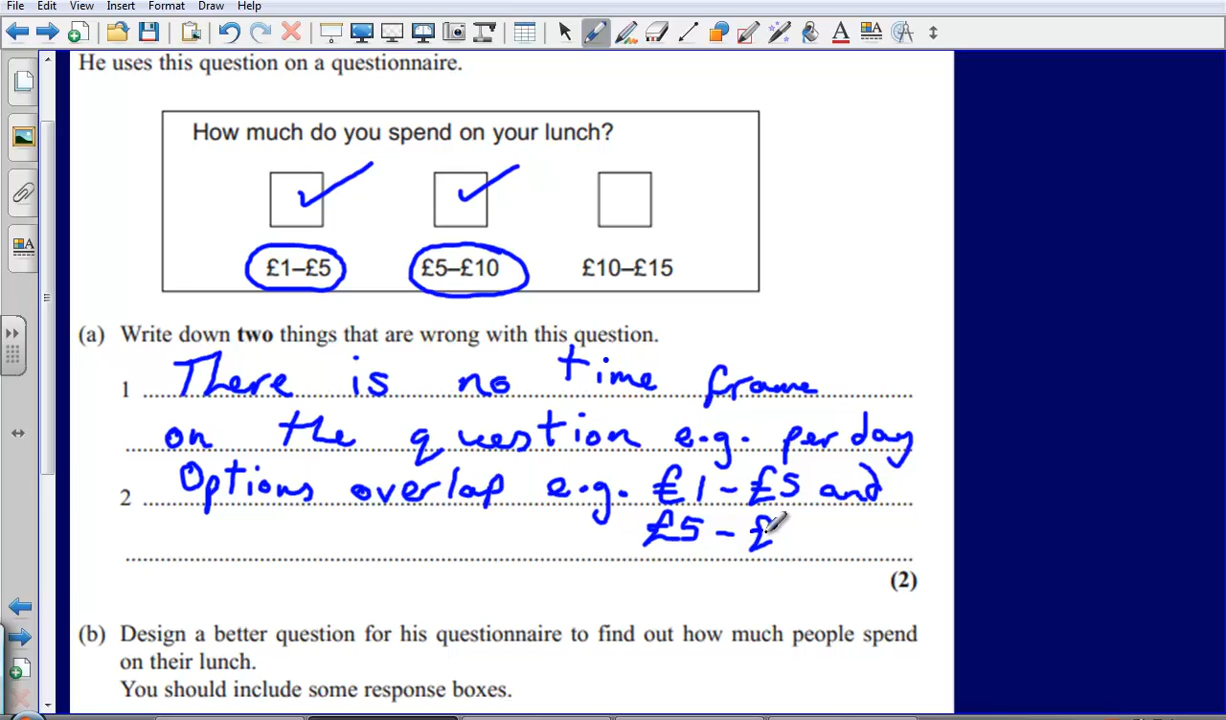 File Edit View Insert Format Draw Help
He uses this question on a questionnaire.
How much do you spend on your lunch?
£1–£5 £5–£10 £10–£15
(a) Write down two things that are wrong with this question.
1 There is no time frame
on the question e.g. per day
2 Options overlap e.g. £1 – £5 and
£5 – £
(2)
(b) Design a better question for his questionnaire to find out how much people spend
on their lunch.
You should include some response boxes.